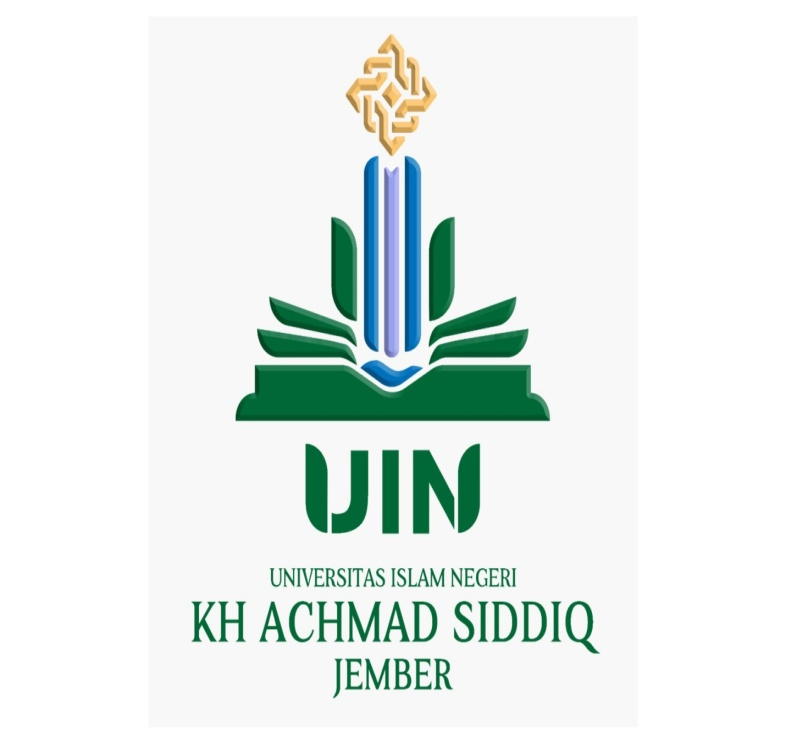 UIN
UNIVERSITAS ISLAM NEGERI
KH ACHMAD SIDDIQ
JEMBER